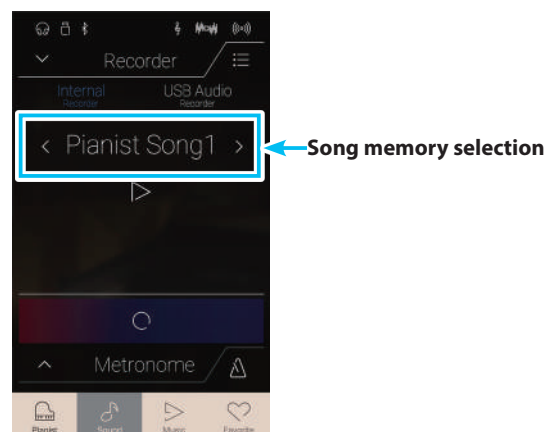 Recorder
Internal
Recorder
USB Audio
Recorder
< Pianist Song1 >
Song memory selection
Metronome
Pianist
Sound
Music
Favorite